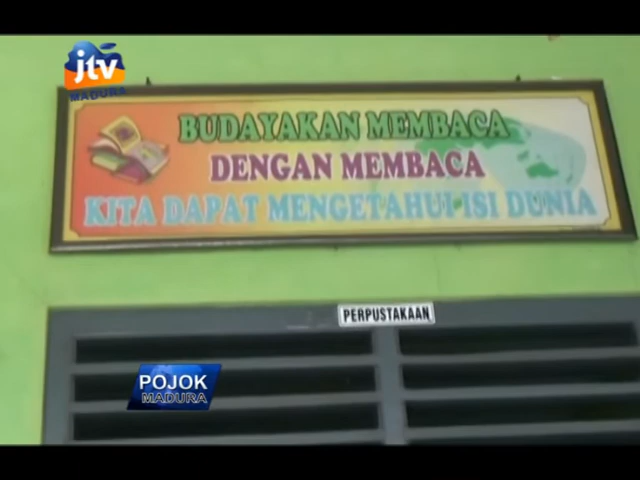 jtv
MADURA
BUDAYAKAN MEMBACA
DENGAN MEMBACA
KITA DAPAT MENGETAHUI ISI DUNIA
PERPUSTAKAAN
POJOK
MADURA